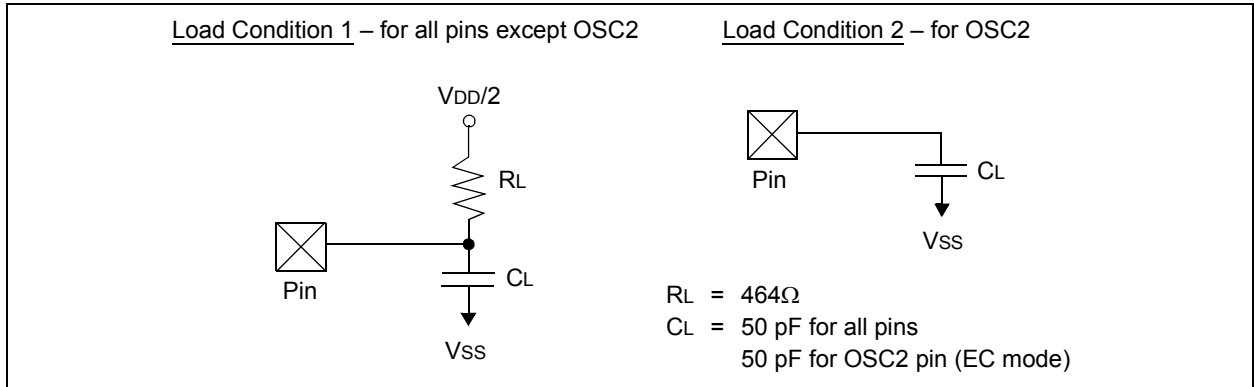 Load Condition 1 – for all pins except OSC2
VDD/2
RL
Pin
CL
VSS
Load Condition 2 – for OSC2
Pin
CL
VSS
RL = 464Ω
CL = 50 pF for all pins
50 pF for OSC2 pin (EC mode)